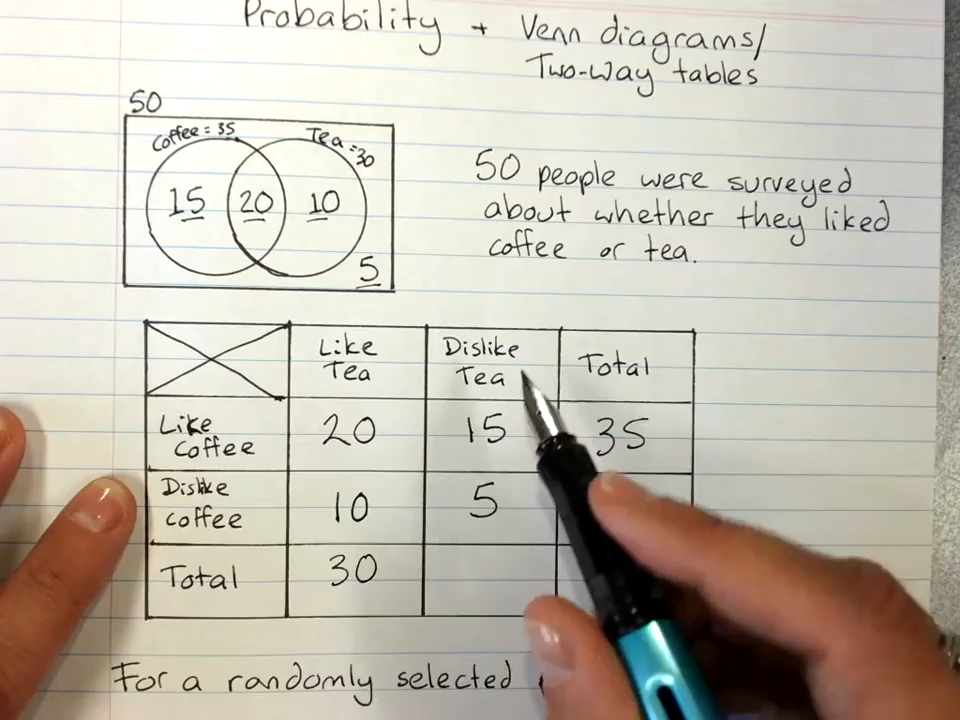 Probability + Venn diagrams/
Two-way tables
50
Coffee = 35
Tea = 30
15 20 10
5
50 people were surveyed
about whether they liked
coffee or tea.
Like Tea
Dislike Tea
Total
Like Coffee 20 15 35
Dislike coffee 10 5
Total 30
For a randomly selected